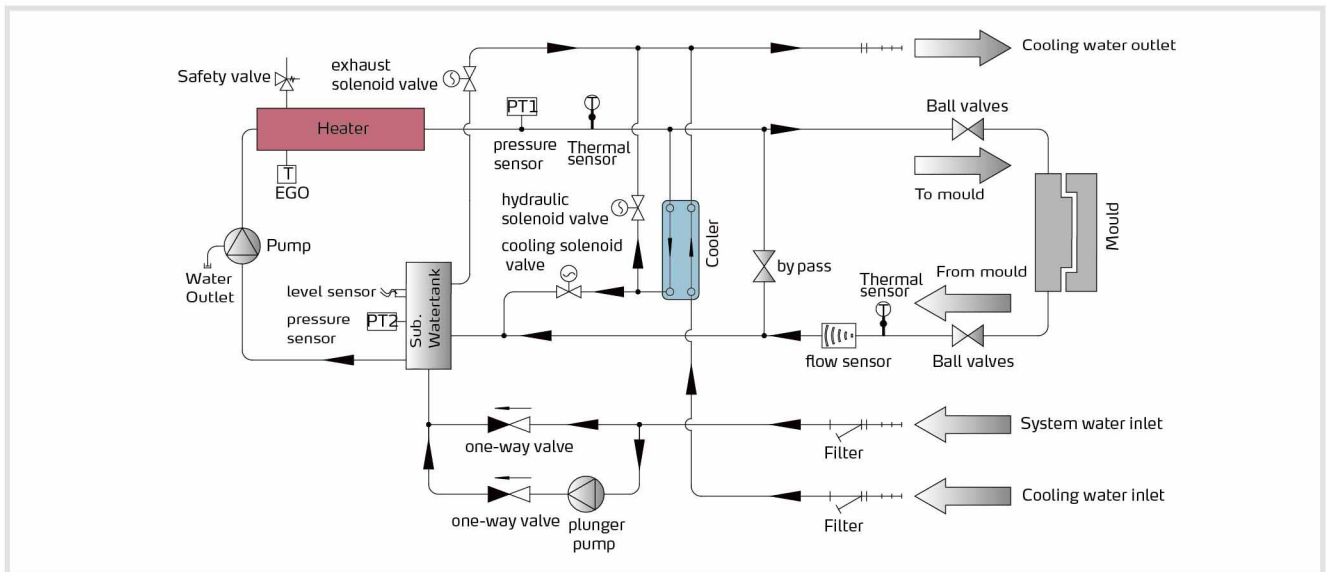 Cooling water outlet
exhaust
solenoid valve
Safety valve
Heater
PT1
T
pressure
sensor
Thermal
sensor
Ball valves
To mould
T
EGO
hydraulic
solenoid valve
Cooler
Mould
Pump
Water
Outlet
cooling solenoid
valve
by pass
From mould
Thermal
sensor
T
level sensor
pressure
sensor
PT2
Sub.
Watertank
flow sensor
Ball valves
System water inlet
one-way valve
Filter
Cooling water inlet
one-way valve
plunger
pump
Filter